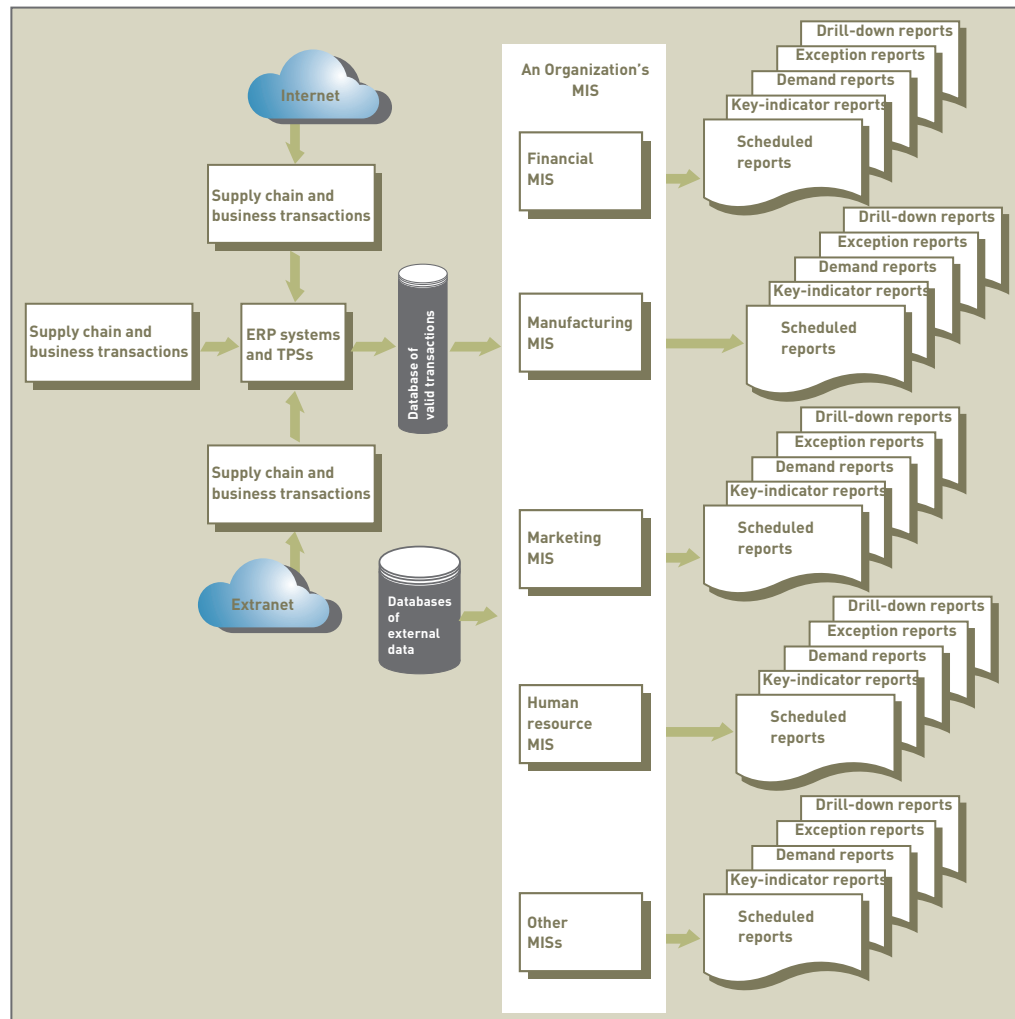 Internet
Supply chain and
business transactions
Supply chain and
business transactions
ERP systems
and TPSs
Database of
valid transactions
Supply chain and
business transactions
Extranet
Databases
of
external
data
An Organization's
MIS
Financial
MIS
Drill-down reports
Exception reports
Demand reports
Key-indicator reports
Scheduled
reports
Manufacturing
MIS
Drill-down reports
Exception reports
Demand reports
Key-indicator reports
Scheduled
reports
Marketing
MIS
Drill-down reports
Exception reports
Demand reports
Key-indicator reports
Scheduled
reports
Human
resource
MIS
Drill-down reports
Exception reports
Demand reports
Key-indicator reports
Scheduled
reports
Other
MISs
Drill-down reports
Exception reports
Demand reports
Key-indicator reports
Scheduled
reports